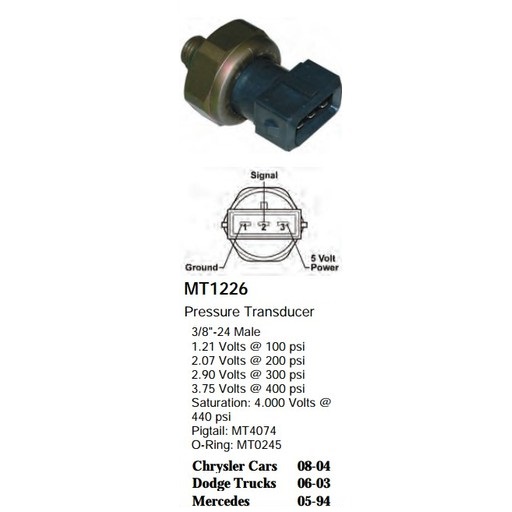 Signal
1 2 3
Ground
5 Volt
Power
MT1226
Pressure Transducer
3/8"-24 Male
1.21 Volts @ 100 psi
2.07 Volts @ 200 psi
2.90 Volts @ 300 psi
3.75 Volts @ 400 psi
Saturation: 4.000 Volts @
440 psi
Pigtail: MT4074
O-Ring: MT0245
Chrysler Cars 08-04
Dodge Trucks 06-03
Mercedes 05-94